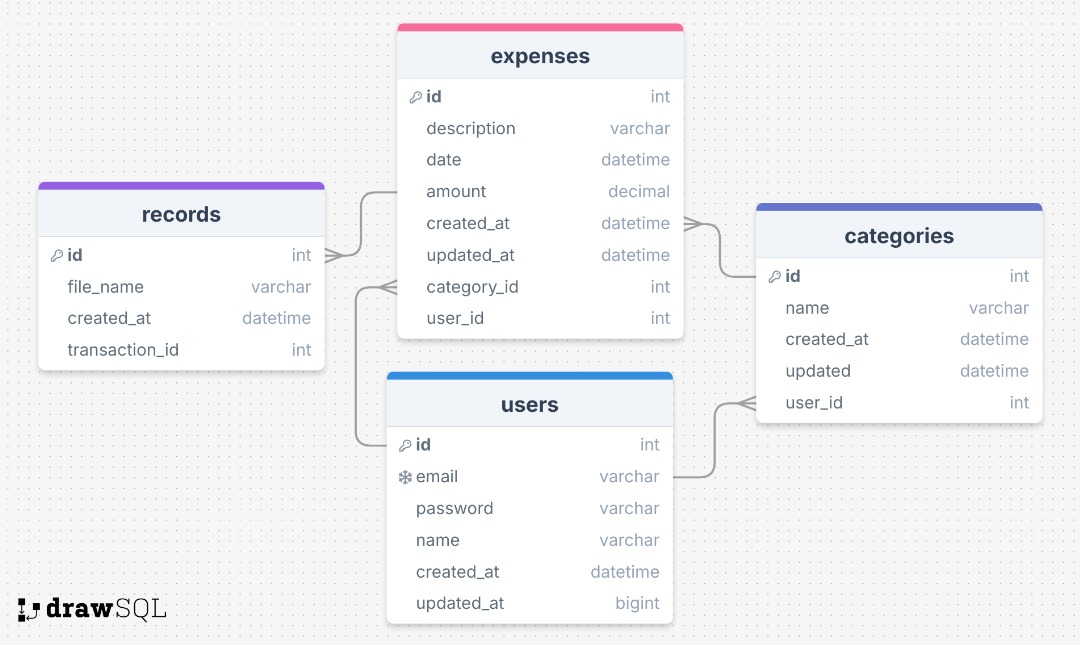 expenses
id int
description varchar
date datetime
amount decimal
created_at datetime
updated_at datetime
category_id int
user_id int
records
id int
file_name varchar
created_at datetime
transaction_id int
categories
id int
name varchar
created_at datetime
updated datetime
user_id int
users
id int
email varchar
password varchar
name varchar
created_at datetime
updated_at bigint
drawSQL